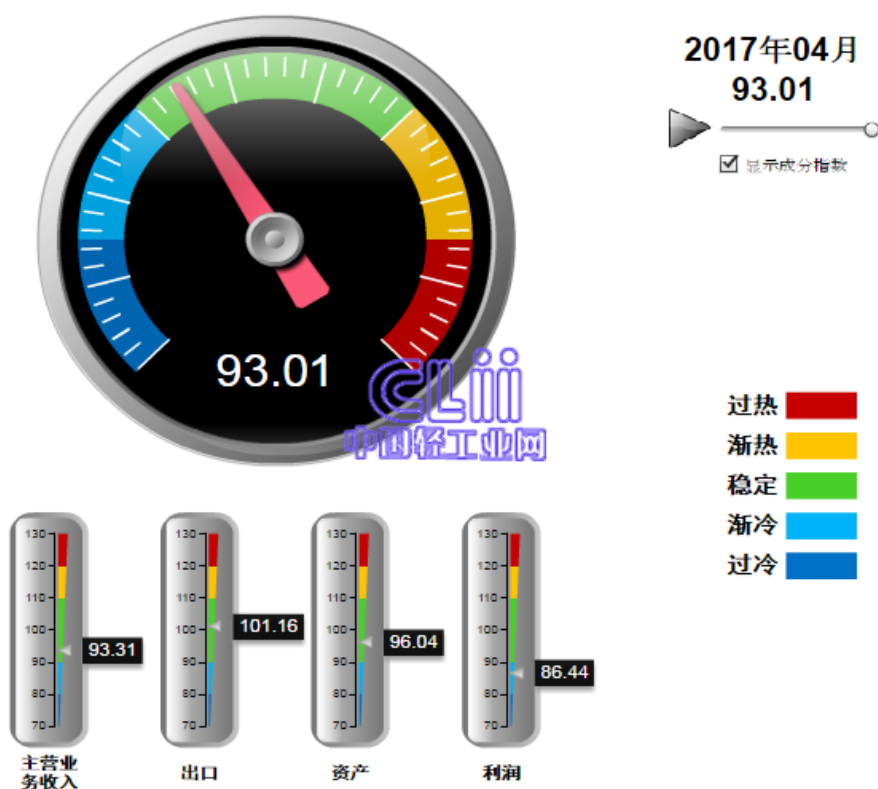 2017年04月
93.01
显示成分指数
93.01
CLii
中国轻工业网
过热
渐热
稳定
渐冷
过冷
130
120
110
100
90
80
70
93.31
主营业
务收入
130
120
110
100
90
80
70
101.16
出口
130
120
110
100
90
80
70
96.04
资产
130
120
110
100
90
80
70
86.44
利润